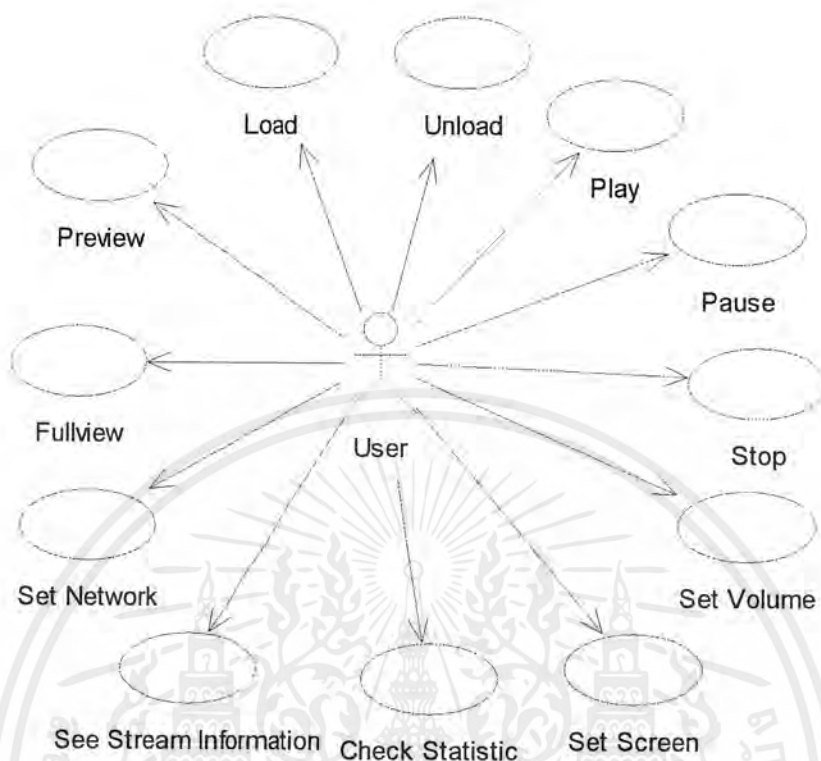 Load
Unload
Play
Preview
Pause
Fullview
User
Stop
Set Network
Set Volume
See Stream Information
Check Statistic
Set Screen